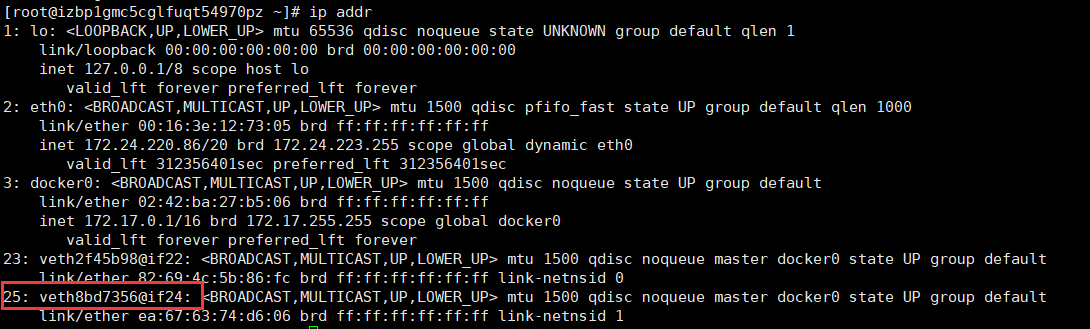 [root@izbp1gmc5cglfuqt54970pz ~]# ip addr
1: lo: <LOOPBACK,UP,LOWER_UP> mtu 65536 qdisc noqueue state UNKNOWN group default qlen 1
    link/loopback 00:00:00:00:00:00 brd 00:00:00:00:00:00
    inet 127.0.0.1/8 scope host lo
       valid_lft forever preferred_lft forever
2: eth0: <BROADCAST,MULTICAST,UP,LOWER_UP> mtu 1500 qdisc pfifo_fast state UP group default qlen 1000
    link/ether 00:16:3e:12:73:05 brd ff:ff:ff:ff:ff:ff
    inet 172.24.220.86/20 brd 172.24.223.255 scope global dynamic eth0
       valid_lft 312356401sec preferred_lft 312356401sec
3: docker0: <BROADCAST,MULTICAST,UP,LOWER_UP> mtu 1500 qdisc noqueue state UP group default
    link/ether 02:42:ba:27:b5:06 brd ff:ff:ff:ff:ff:ff
    inet 172.17.0.1/16 brd 172.17.255.255 scope global docker0
       valid_lft forever preferred_lft forever
23: veth2f45b98@if22: <BROADCAST,MULTICAST,UP,LOWER_UP> mtu 1500 qdisc noqueue master docker0 state UP group default
    link/ether 82:69:4c:5b:86:fc brd ff:ff:ff:ff:ff:ff link-netnsid 0
25: veth8bd7356@if24: <BROADCAST,MULTICAST,UP,LOWER_UP> mtu 1500 qdisc noqueue master docker0 state UP group default
    link/ether ea:67:63:74:d6:06 brd ff:ff:ff:ff:ff:ff link-netnsid 1